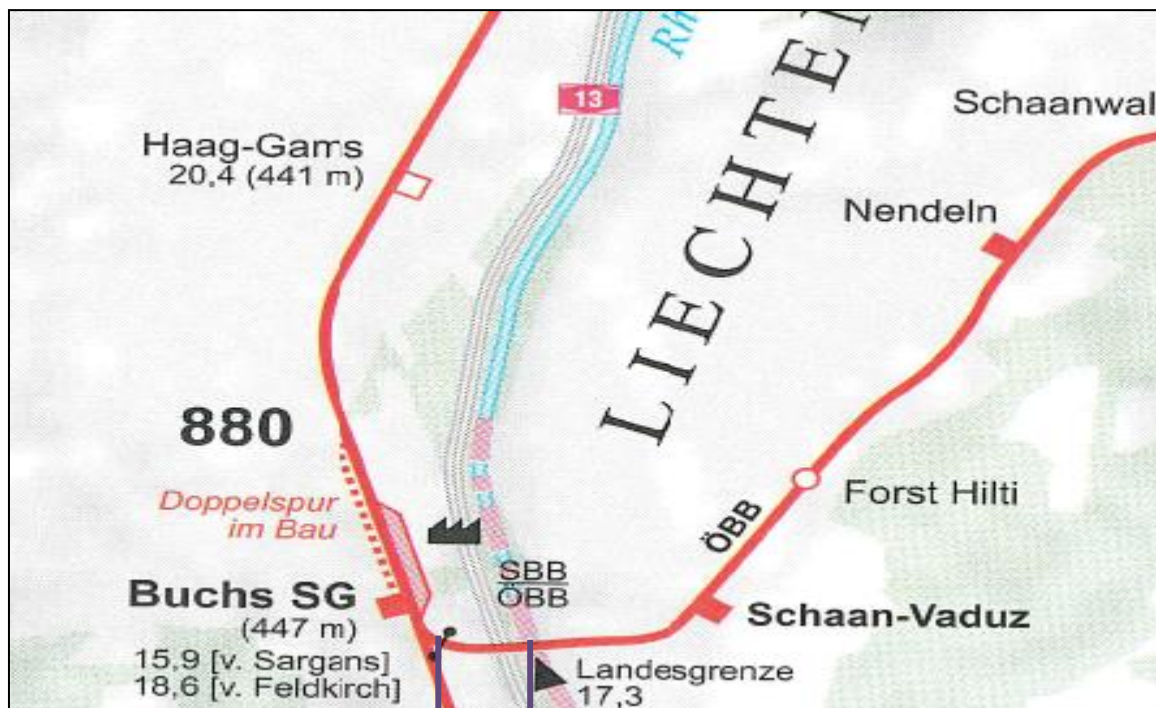 Rh
13
LIECHTE
Schaanwal
Haag-Gams
20,4 (441 m)
Nendeln
880
Doppelspur
im Bau
Forst Hilti
ÖBB
SBB
ÖBB
Buchs SG
(447 m)
Schaan-Vaduz
15,9 [v. Sargans]
18,6 [v. Feldkirch]
Landesgrenze
17,3